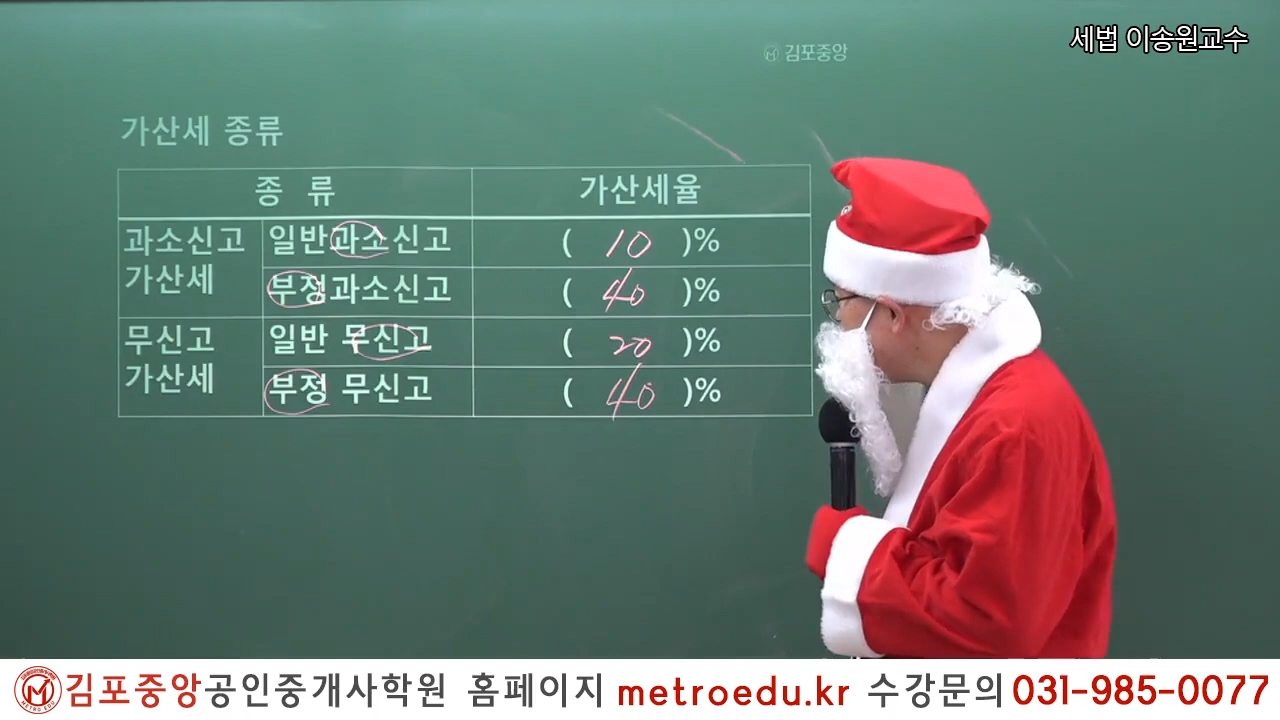 세법 이송원교수
김포중앙
가산세 종류
종 류 가산세율
과소신고 가산세 일반과소신고 ( 10 )%
부정과소신고 ( 40 )%
무신고 가산세 일반 무신고 ( 20 )%
부정 무신고 ( 40 )%
METRO EDU
김포중앙공인중개사학원 홈페이지 metroedu.kr 수강문의 031-985-0077